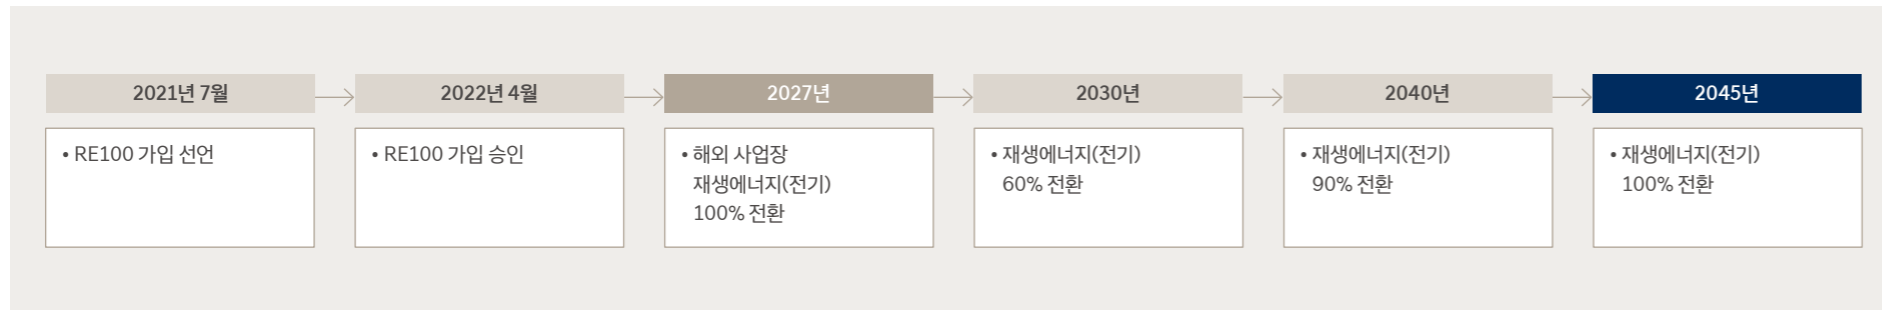 2021년 7월
• RE100 가입 선언
2022년 4월
• RE100 가입 승인
2027년
• 해외 사업장
재생에너지(전기)
100% 전환
2030년
• 재생에너지(전기)
60% 전환
2040년
• 재생에너지(전기)
90% 전환
2045년
• 재생에너지(전기)
100% 전환